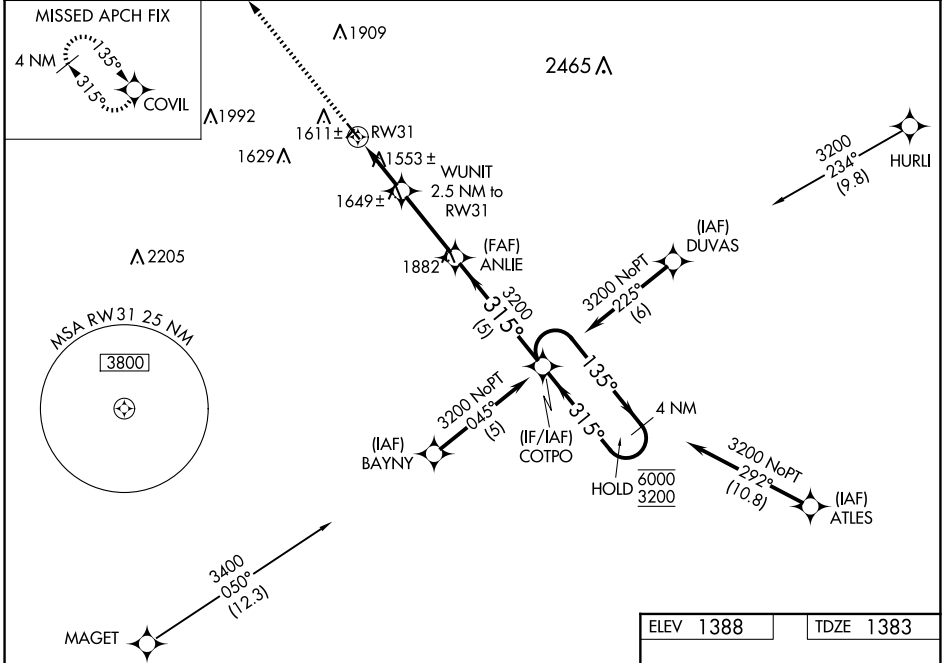 MISSED APCH FIX
4 NM
135°
315°
COVIL
1909
2465
1992
1611±
RW31
1629
1553 ±
WUNIT
2.5 NM to
RW31
1649±
3200
234°
(9.8)
HURLI
(IAF)
DUVAS
(FAF)
ANLIE
1882
2205
3200 NoPT
225°
(6)
3200
315°
(5)
MSA RW31 25 NM
3800
135°
4 NM
315°
3200 NoPT
045°
(5)
(IAF)
BAYNY
(IF/IAF)
COTPO
HOLD
6000
3200
3200 NoPT
292°
(10.8)
(IAF)
ATLES
3400
050°
(12.3)
MAGET
ELEV 1388
TDZE 1383